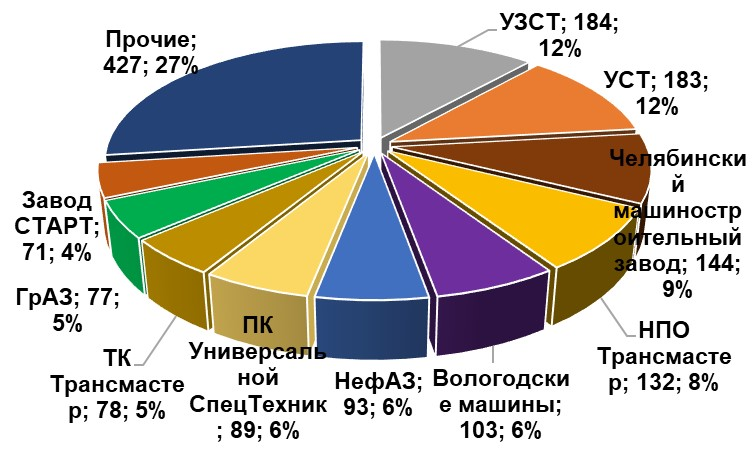 УЗСТ; 184;
12%
УСТ; 183;
12%
Челябински
й
машиностр
оительный
завод; 144;
9%
НПО
Трансмасте
р; 132; 8%
Вологодски
е машины;
103; 6%
НефАЗ;
93; 6%
ПК
Универсаль
ной
СпецТехник
; 89; 6%
ТК
Трансмасте
р; 78; 5%
ГрАЗ; 77;
5%
Завод
СТАРТ;
71; 4%
Прочие;
427; 27%